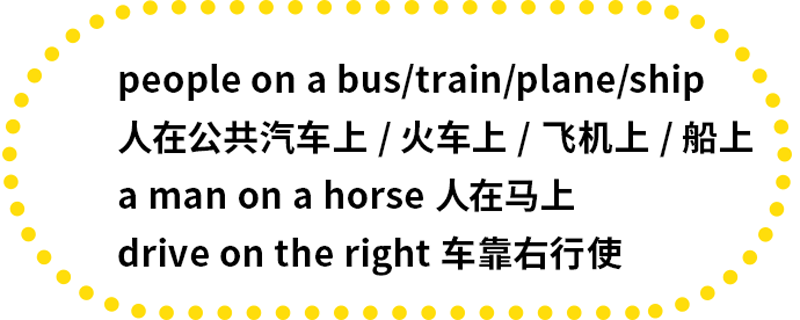 people on a bus/train/plane/ship
人在公共汽车上 / 火车上 / 飞机上 / 船上
a man on a horse 人在马上
drive on the right 车靠右行使